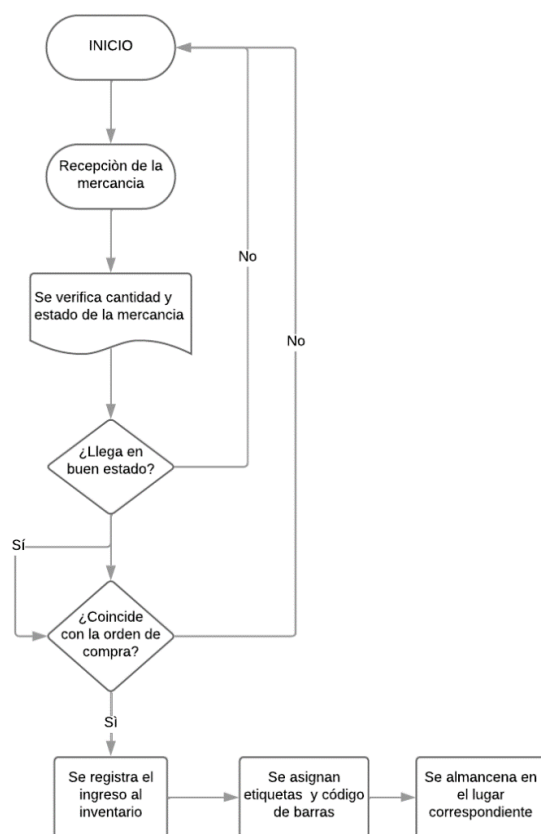 INICIO
Recepciòn de la
mercancia
No
Se verifica cantidad y
estado de la mercancia
No
¿Llega en
buen estado?
Sí
¿Coincide
con la orden de
compra?
Sì
Se registra el
ingreso al
inventario
Se asignan
etiquetas y código
de barras
Se almancena en
el lugar
correspondiente